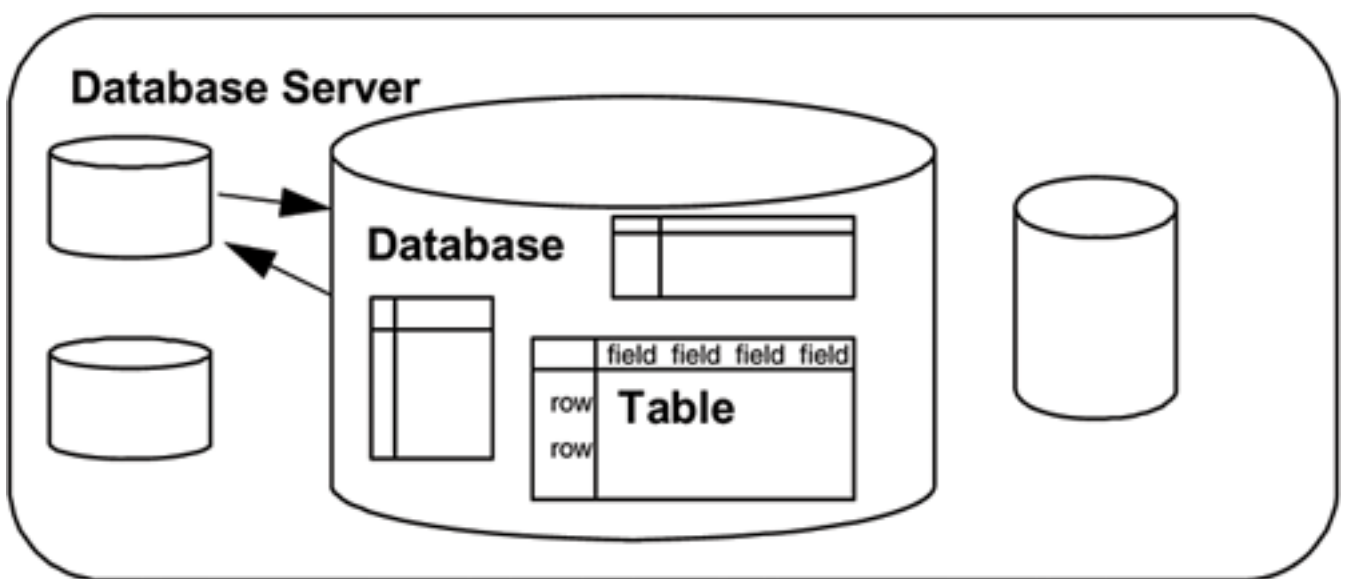 Database Server
Database
field field field field
row
Table
row